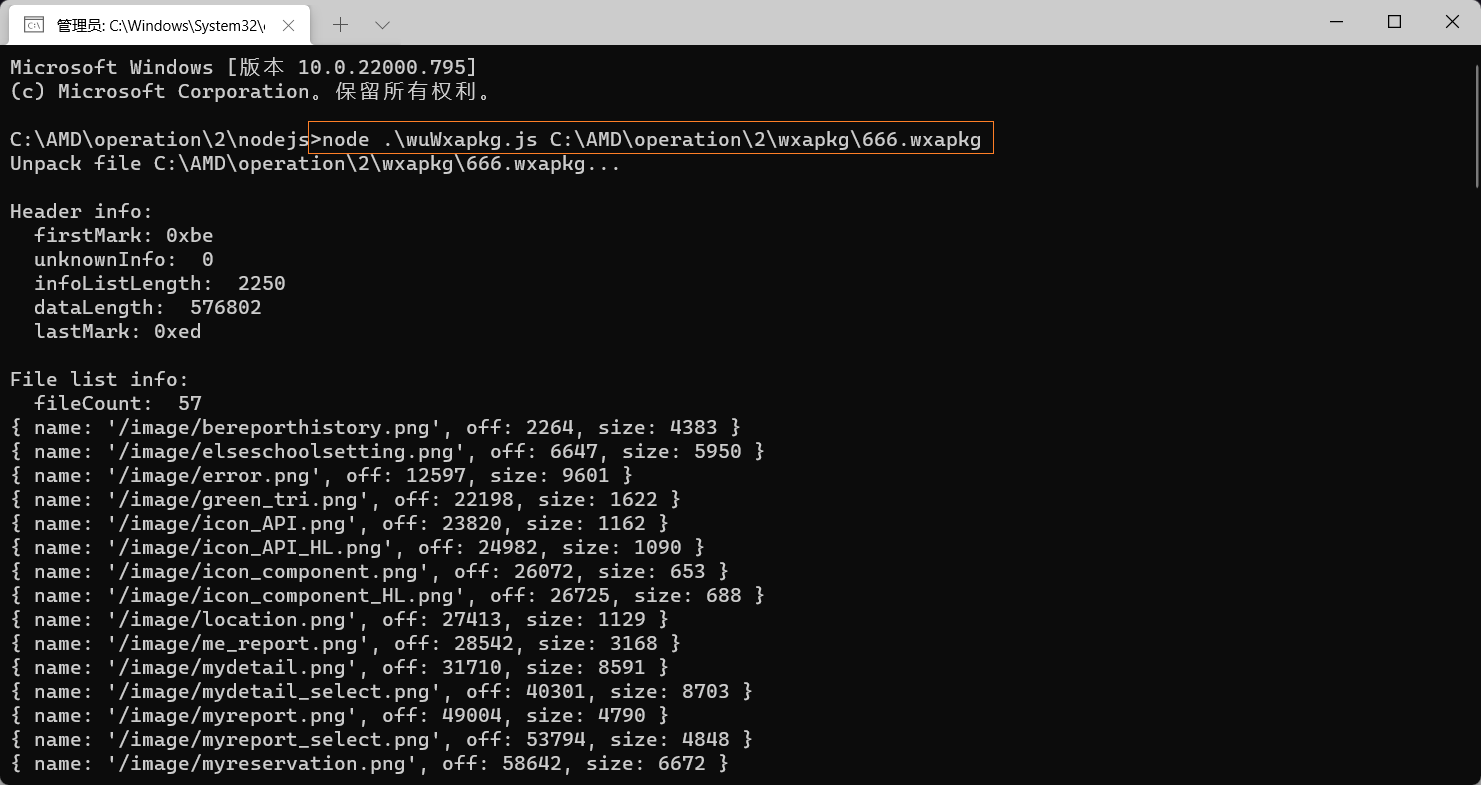 管理员: C:\Windows\System32\
Microsoft Windows [版本 10.0.22000.795]
(c) Microsoft Corporation。保留所有权利。
C:\AMD\operation\2\nodejs>node .\wuWxapkg.js C:\AMD\operation\2\wxapkg\666.wxapkg
Unpack file C:\AMD\operation\2\wxapkg\666.wxapkg...
Header info:
  firstMark: 0xbe
  unknownInfo:  0
  infoListLength:  2250
  dataLength:  576802
  lastMark: 0xed
File list info:
  fileCount:  57
{ name: '/image/bereporthistory.png', off: 2264, size: 4383 }
{ name: '/image/elseschoolsetting.png', off: 6647, size: 5950 }
{ name: '/image/error.png', off: 12597, size: 9601 }
{ name: '/image/green_tri.png', off: 22198, size: 1622 }
{ name: '/image/icon_API.png', off: 23820, size: 1162 }
{ name: '/image/icon_API_HL.png', off: 24982, size: 1090 }
{ name: '/image/icon_component.png', off: 26072, size: 653 }
{ name: '/image/icon_component_HL.png', off: 26725, size: 688 }
{ name: '/image/location.png', off: 27413, size: 1129 }
{ name: '/image/me_report.png', off: 28542, size: 3168 }
{ name: '/image/mydetail.png', off: 31710, size: 8591 }
{ name: '/image/mydetail_select.png', off: 40301, size: 8703 }
{ name: '/image/myreport.png', off: 49004, size: 4790 }
{ name: '/image/myreport_select.png', off: 53794, size: 4848 }
{ name: '/image/myreservation.png', off: 58642, size: 6672 }